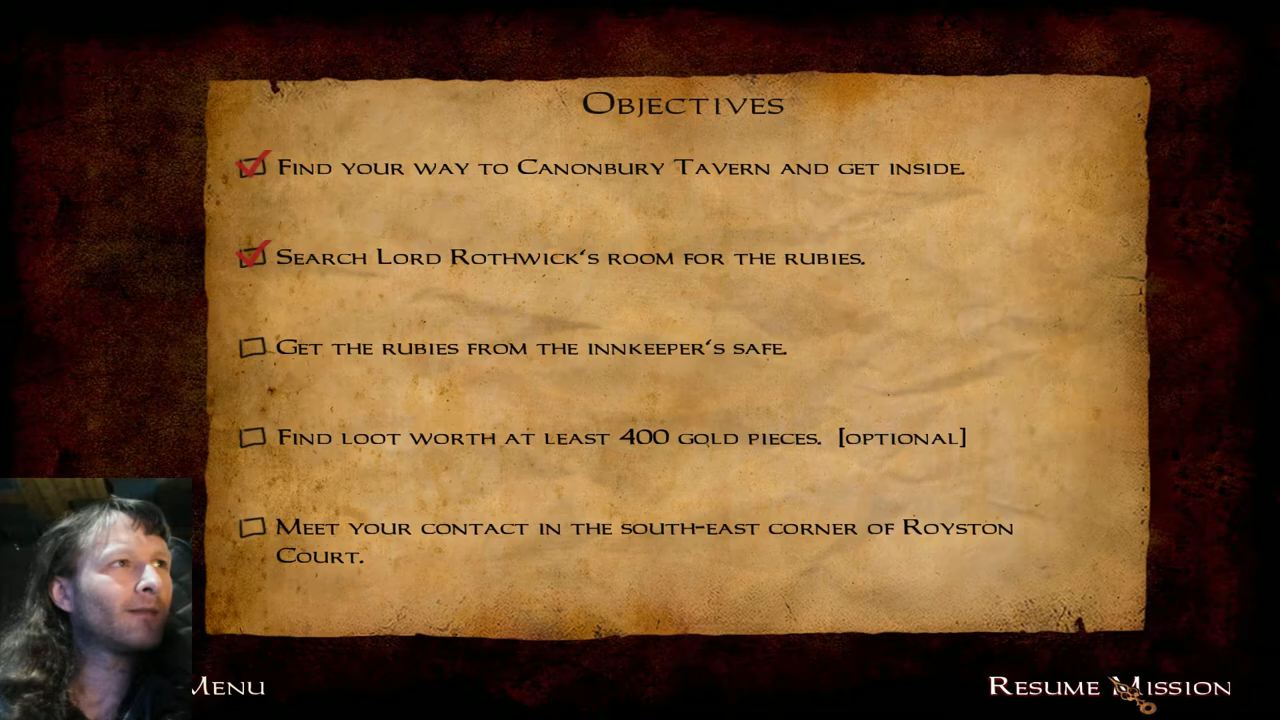 Objectives
Find your way to Canonbury Tavern and get inside.
Search Lord Rothwick's room for the rubies.
Get the rubies from the innkeeper's safe.
Find loot worth at least 400 gold pieces. [optional]
Meet your contact in the south-east corner of Royston
Court.
Menu
Resume Mission